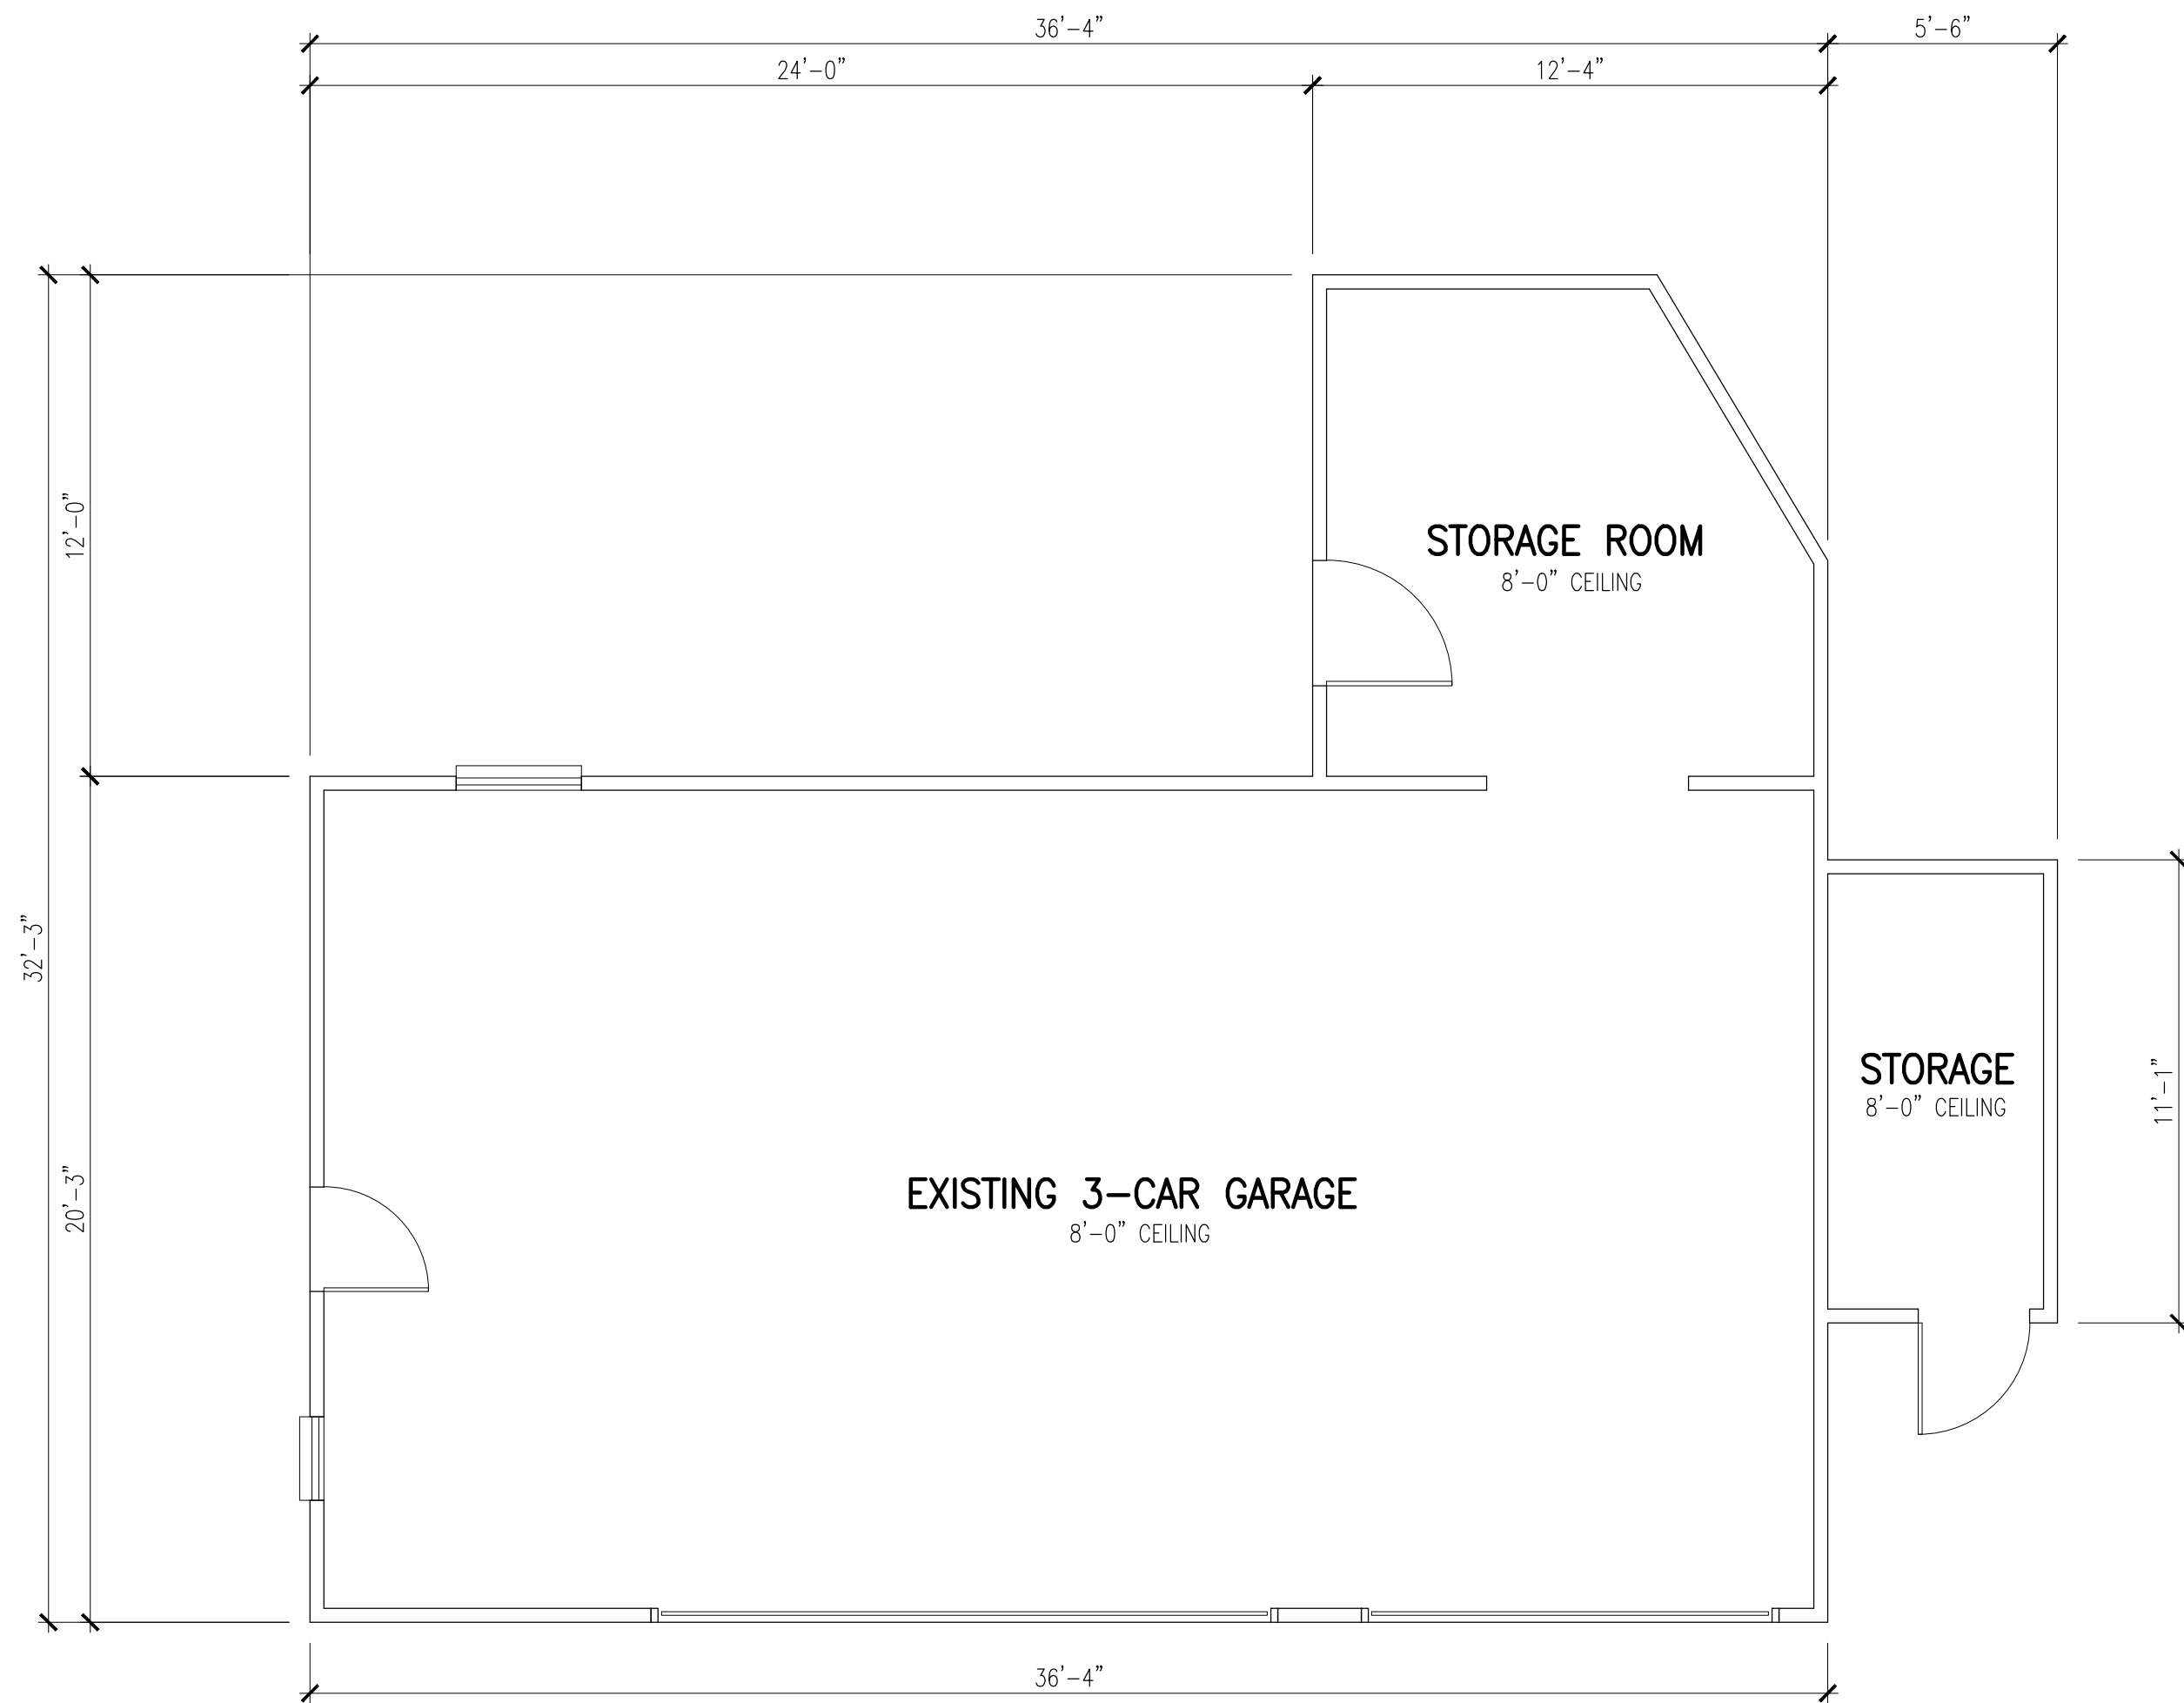 36'-4"
5'-6"
24'-0"
12'-4"
12'-0"
STORAGE ROOM
8'-0" CEILING
32'-3"
STORAGE
8'-0" CEILING
11'-1"
20'-3"
EXISTING 3-CAR GARAGE
8'-0" CEILING
36'-4"